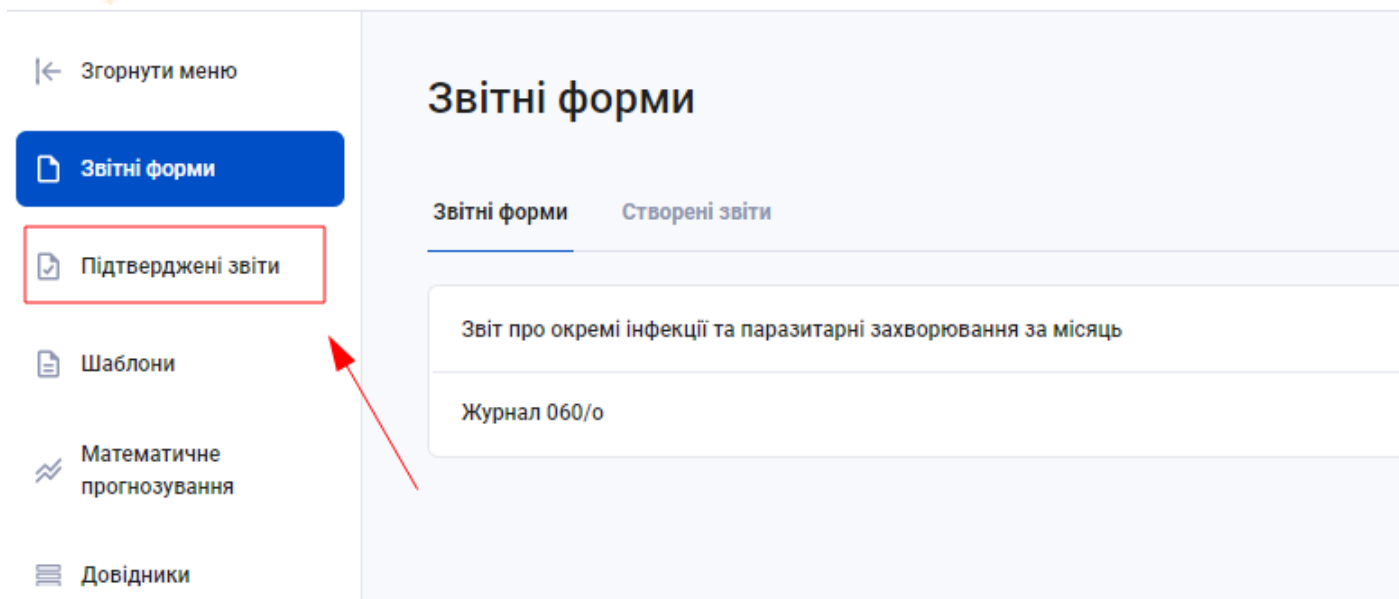 Згорнути меню
Звітні форми
Підтверджені звіти
Шаблони
Математичне
прогнозування
Довідники
Звітні форми
Звітні форми Створені звіти
Звіт про окремі інфекції та паразитарні захворювання за місяць
Журнал 060/о